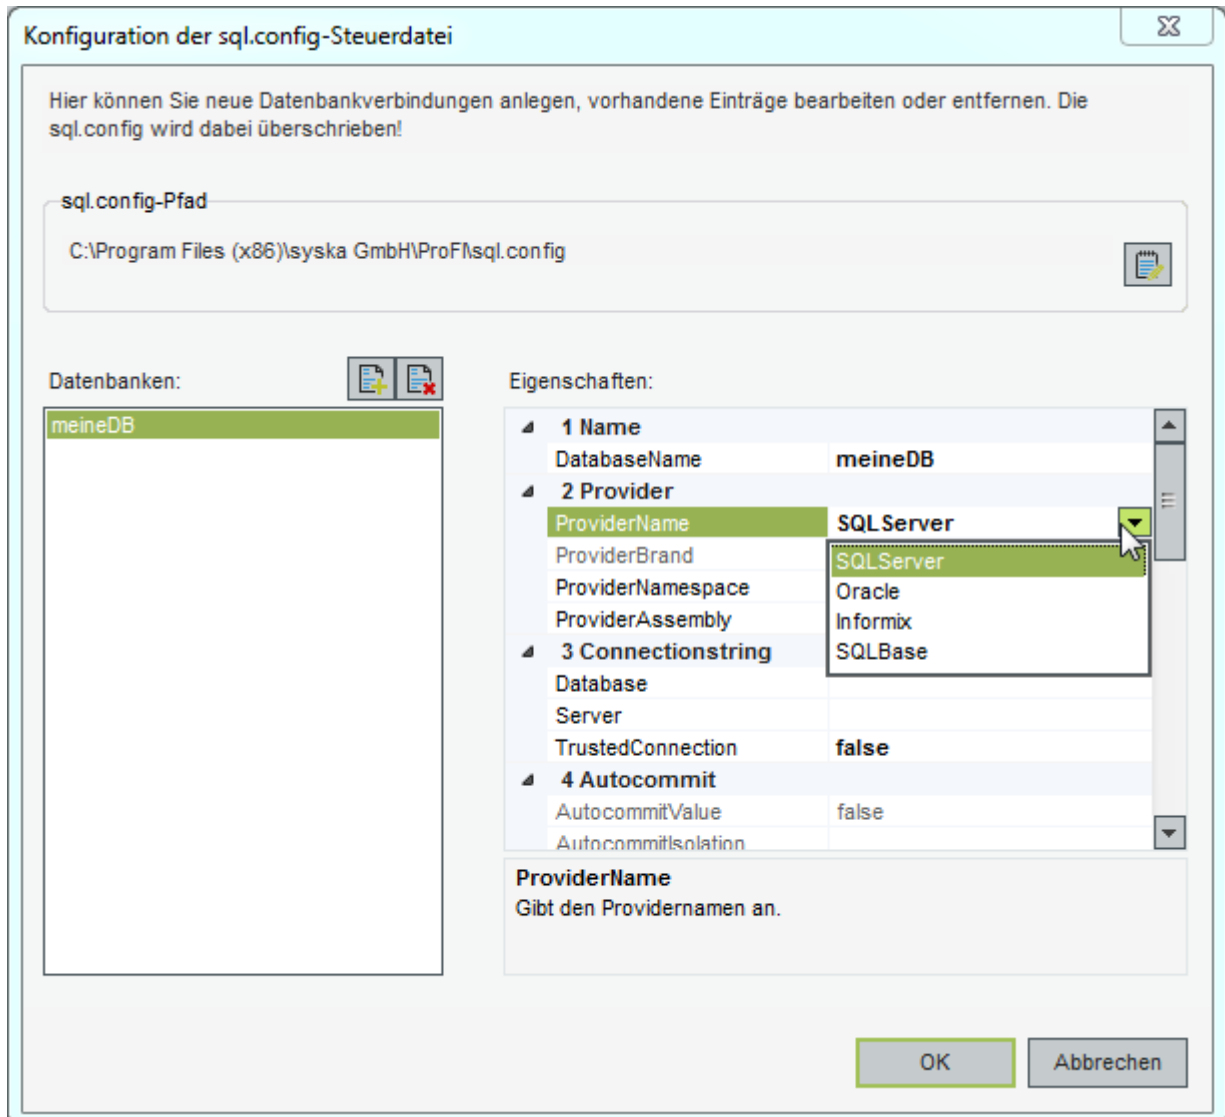 Konfiguration der sql.config-Steuerdatei
Hier können Sie neue Datenbankverbindungen anlegen, vorhandene Einträge bearbeiten oder entfernen. Die
sql.config wird dabei überschrieben!
sql.config-Pfad
C:\Program Files (x86)\syska GmbH\ProFI\sql.config
Datenbanken:
meineDB
Eigenschaften:
1 Name
DatabaseName meineDB
2 Provider
ProviderName SQLServer
ProviderBrand SQLServer
ProviderNamespace Oracle
ProviderAssembly Informix
3 Connectionstring SQLBase
Database
Server
TrustedConnection false
4 Autocommit
AutocommitValue false
AutocommitIsolation
ProviderName
Gibt den Providernamen an.
OK Abbrechen